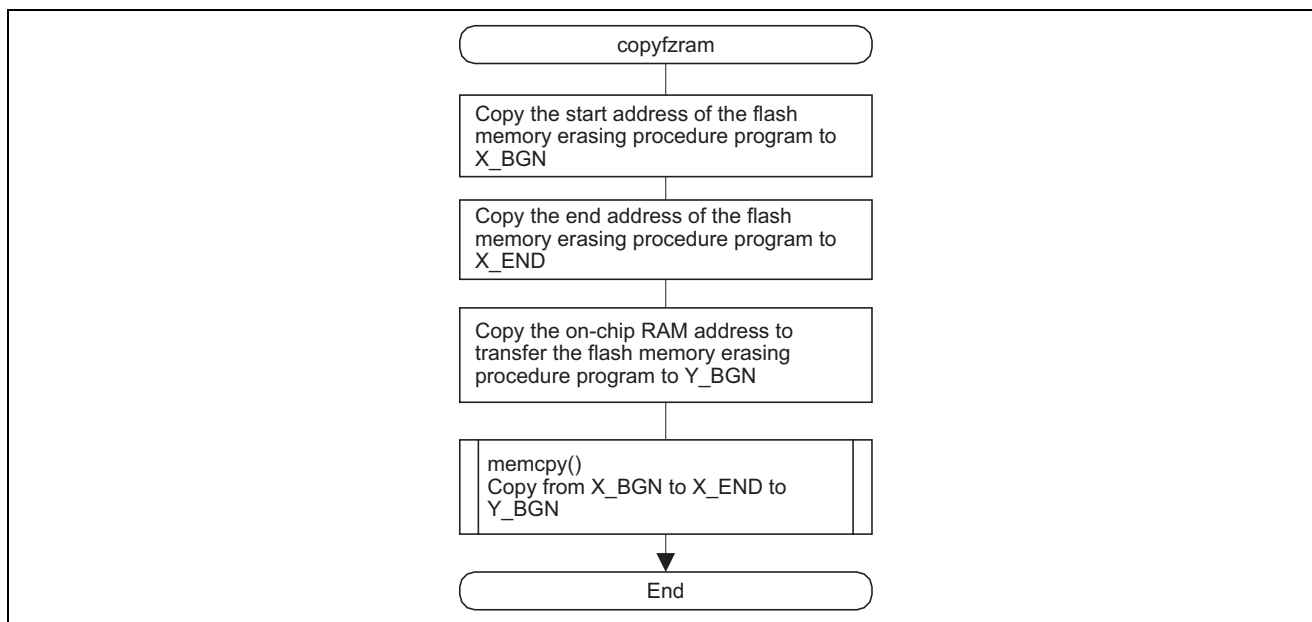 copyfzram
Copy the start address of the flash
memory erasing procedure program to
X_BGN
Copy the end address of the flash
memory erasing procedure program to
X_END
Copy the on-chip RAM address to
transfer the flash memory erasing
procedure program to Y_BGN
memcpy()
Copy from X_BGN to X_END to
Y_BGN
End